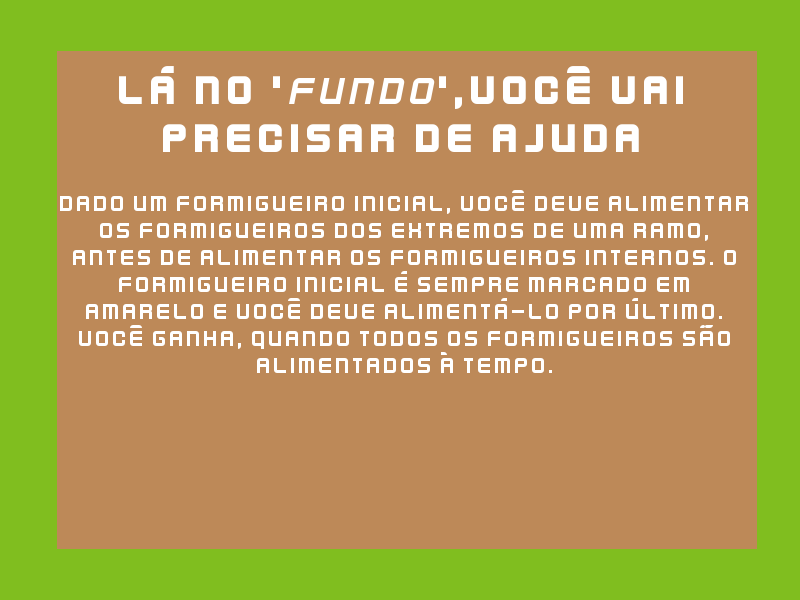 LÁ NO 'FUNDO',VOCÊ VAI
PRECISAR DE AJUDA
DADO UM FORMIGUEIRO INICIAL, VOCÊ DEVE ALIMENTAR
OS FORMIGUEIROS DOS EXTREMOS DE UMA RAMO,
ANTES DE ALIMENTAR OS FORMIGUEIROS INTERNOS. O
FORMIGUEIRO INICIAL É SEMPRE MARCADO EM
AMARELO E VOCÊ DEVE ALIMENTÁ-LO POR ÚLTIMO.
VOCÊ GANHA, QUANDO TODOS OS FORMIGUEIROS SÃO
ALIMENTADOS À TEMPO.